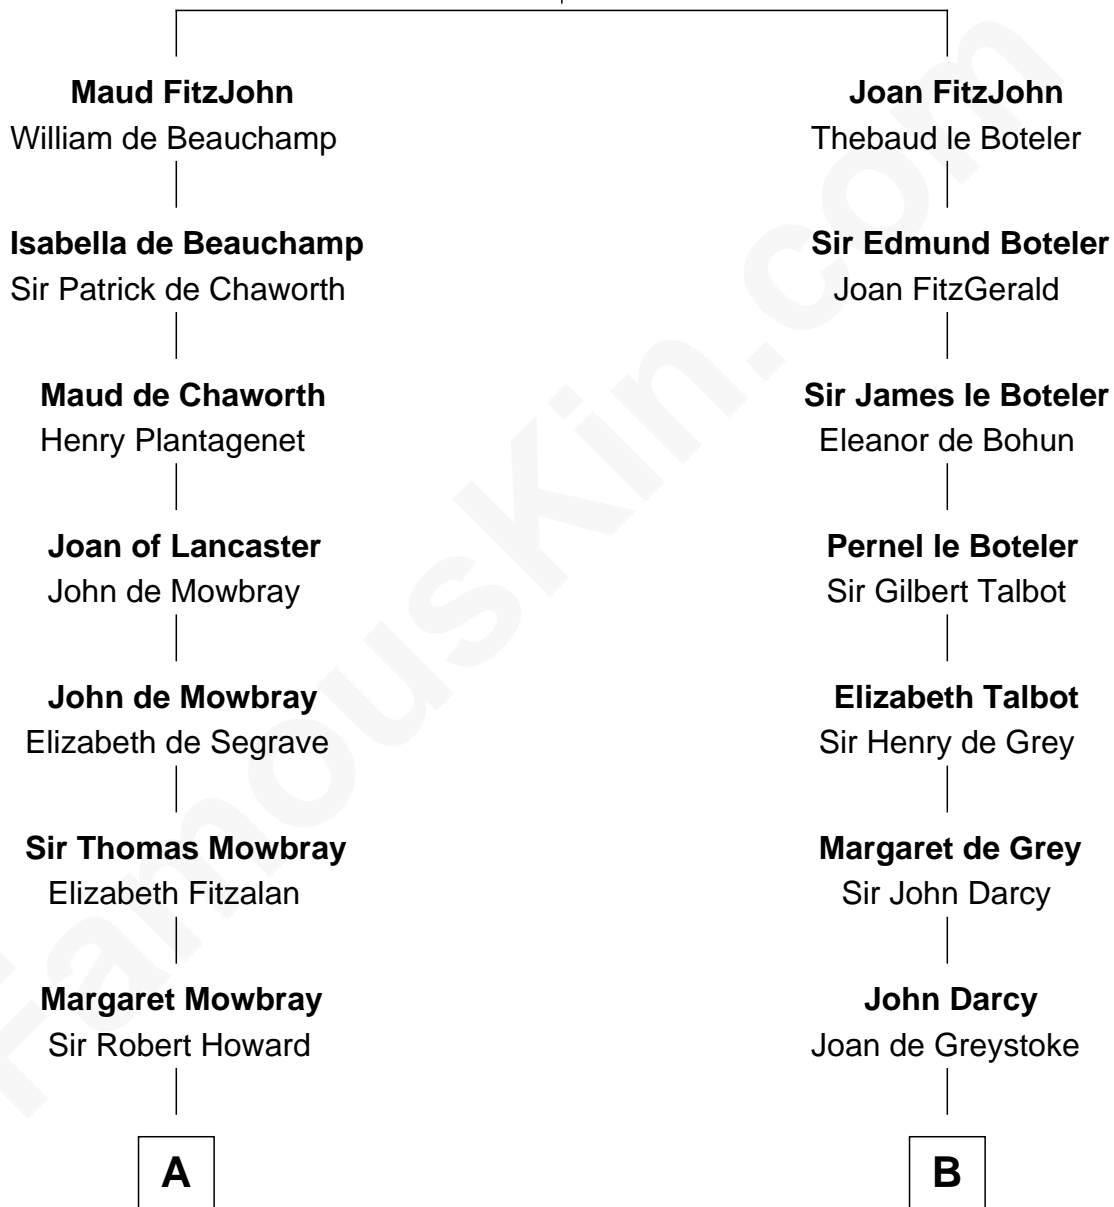 Maud FitzJohn
William de Beauchamp
Joan FitzJohn
Thebaud le Boteler
Isabella de Beauchamp
Sir Patrick de Chaworth
Sir Edmund Boteler
Joan FitzGerald
Maud de Chaworth
Henry Plantagenet
Sir James le Boteler
Eleanor de Bohun
Joan of Lancaster
John de Mowbray
Pernel le Boteler
Sir Gilbert Talbot
John de Mowbray
Elizabeth de Segrave
Elizabeth Talbot
Sir Henry de Grey
Sir Thomas Mowbray
Elizabeth Fitzalan
Margaret de Grey
Sir John Darcy
Margaret Mowbray
Sir Robert Howard
John Darcy
Joan de Greystoke
A
B
FamousKin.com